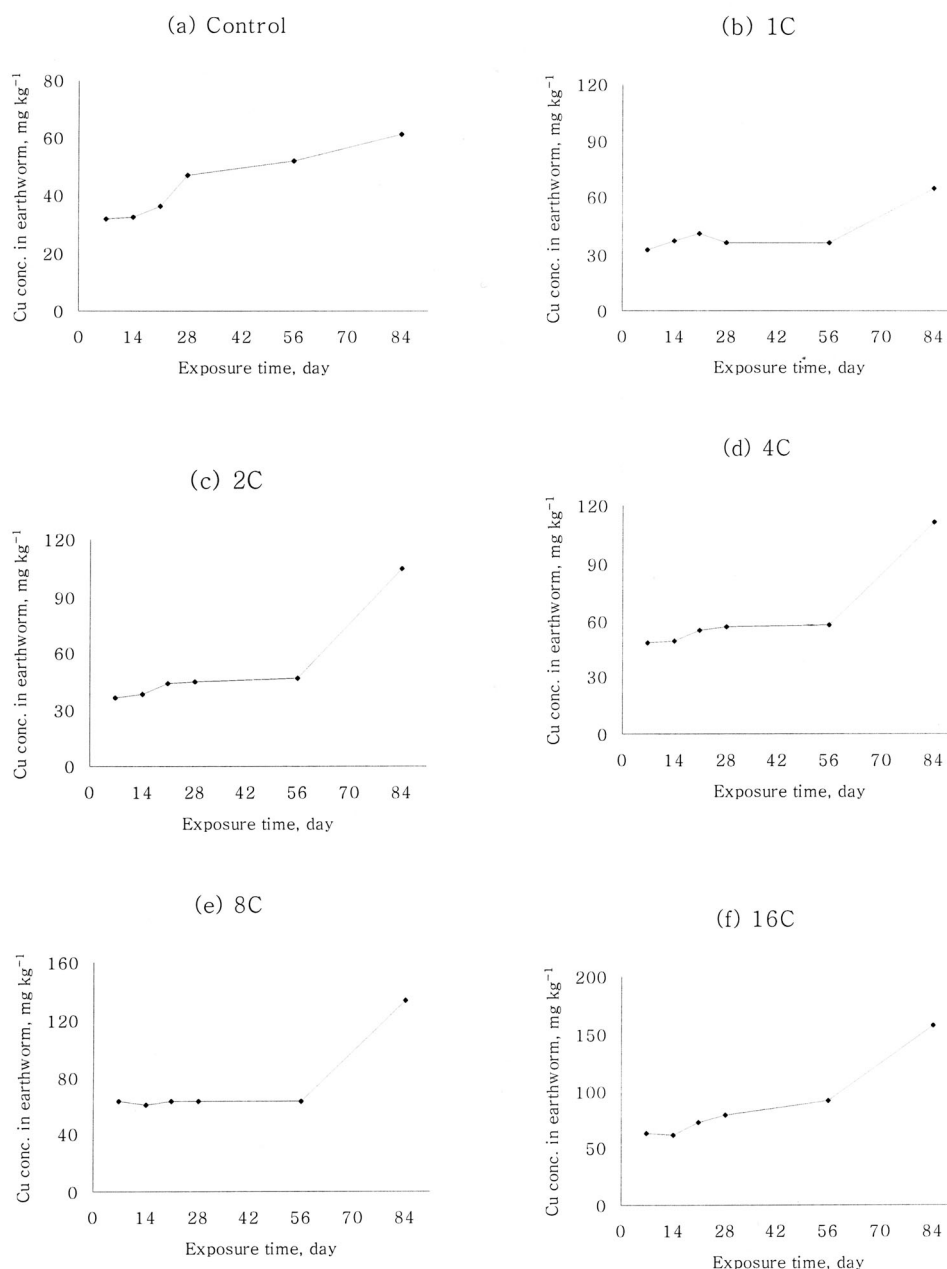 (a) Control
Cu conc. in earthworm, mg kg⁻¹
80
60
40
20
0
0 14 28 42 56 70 84
Exposure time, day
(b) 1C
Cu conc. in earthworm, mg kg⁻¹
120
90
60
30
0
0 14 28 42 56 70 84
Exposure time, day
(c) 2C
Cu conc. in earthworm, mg kg⁻¹
120
90
60
30
0
0 14 28 42 56 70 84
Exposure time, day
(d) 4C
Cu conc. in earthworm, mg kg⁻¹
120
90
60
30
0
0 14 28 42 56 70 84
Exposure time, day
(e) 8C
Cu conc. in earthworm, mg kg⁻¹
160
120
80
40
0
0 14 28 42 56 70 84
Exposure time, day
(f) 16C
Cu conc. in earthworm, mg kg⁻¹
200
150
100
50
0
0 14 28 42 56 70 84
Exposure time, day